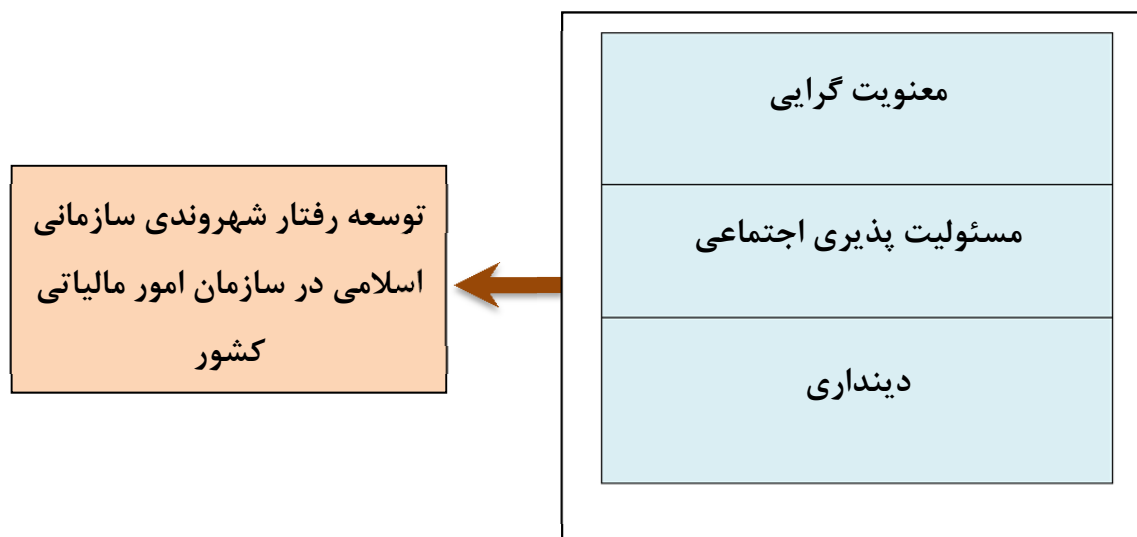 معنویت گرایی
مسئولیت پذیری اجتماعی
دینداری
توسعه رفتار شهروندی سازمانی
اسلامی در سازمان امور مالیاتی
کشور